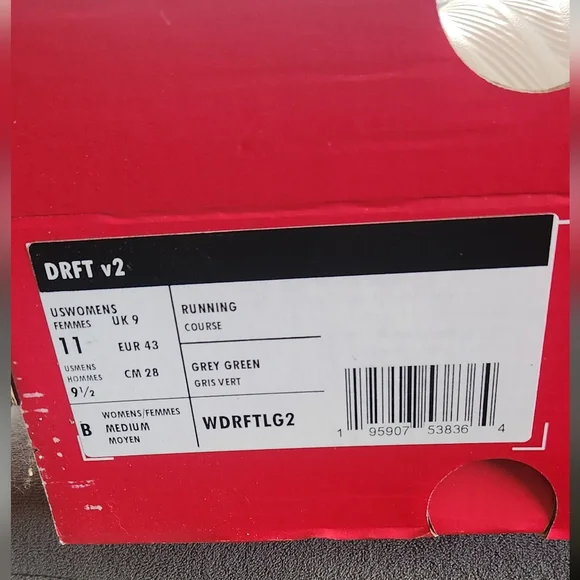 DRFT v2
USWOMENS
FEMMES
UK 9
11
EUR 43
USMENS
HOMMES
9½
CM 28
B
WOMENS/FEMMES
MEDIUM
MOYEN
RUNNING
COURSE
GREY GREEN
GRIS VERT
WDRFTLG2
1 95907 53836 4